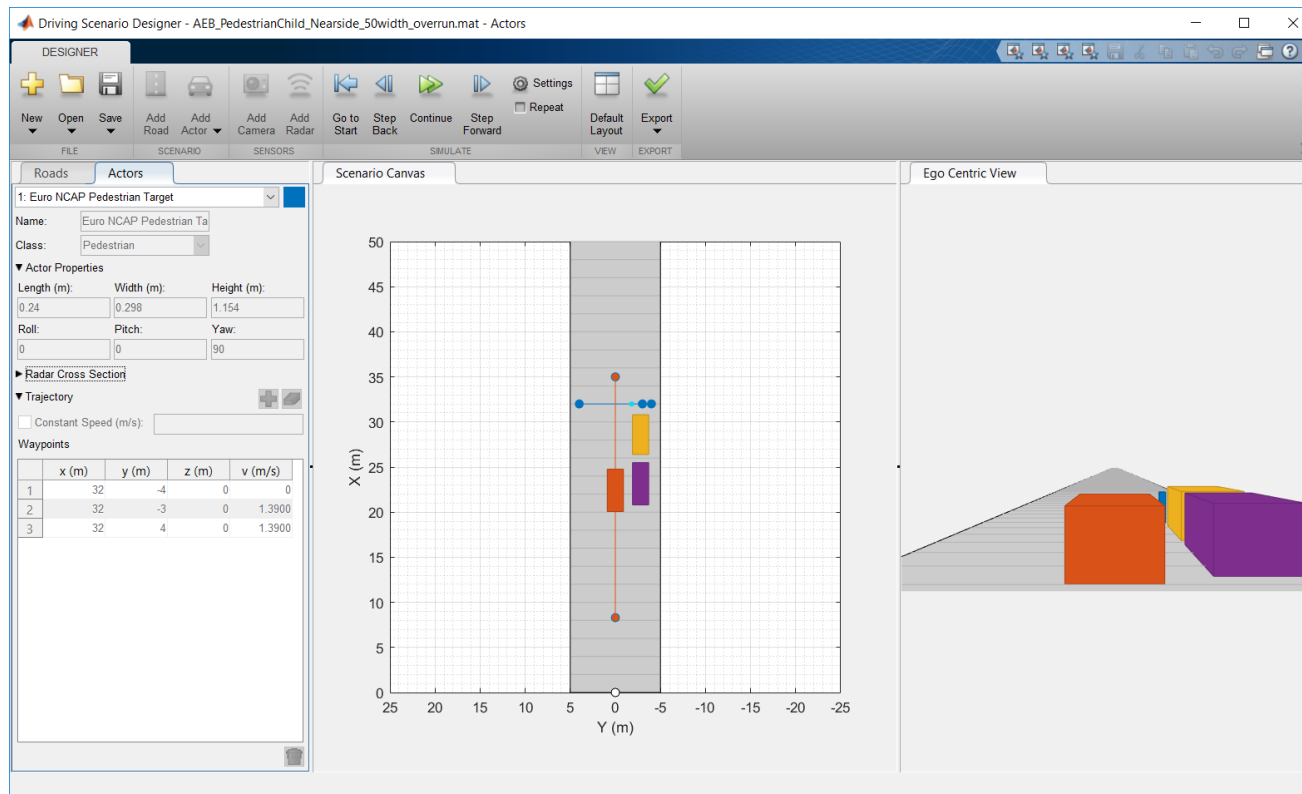 Driving Scenario Designer - AEB_PedestrianChild_Nearside_50width_overrun.mat - Actors
DESIGNER
New
Open
Save
Add Road
Add Actor
Add Camera
Add Radar
Go to Start
Step Back
Continue
Step Forward
Settings
Repeat
Default Layout
Export
FILE
SCENARIO
SENSORS
SIMULATE
VIEW
EXPORT
Roads
Actors
1: Euro NCAP Pedestrian Target
Name: Euro NCAP Pedestrian Ta
Class: Pedestrian
Actor Properties
Length (m): Width (m): Height (m):
0.24 0.298 1.154
Roll: Pitch: Yaw:
0 0 90
Radar Cross Section
Trajectory
Constant Speed (m/s):
Waypoints
x (m) y (m) z (m) v (m/s)
1 32 -4 0 0
2 32 -3 0 1.3900
3 32 4 0 1.3900
Scenario Canvas
50
45
40
35
30
25
20
15
10
5
0
X (m)
25 20 15 10 5 0 -5 -10 -15 -20 -25
Y (m)
Ego Centric View